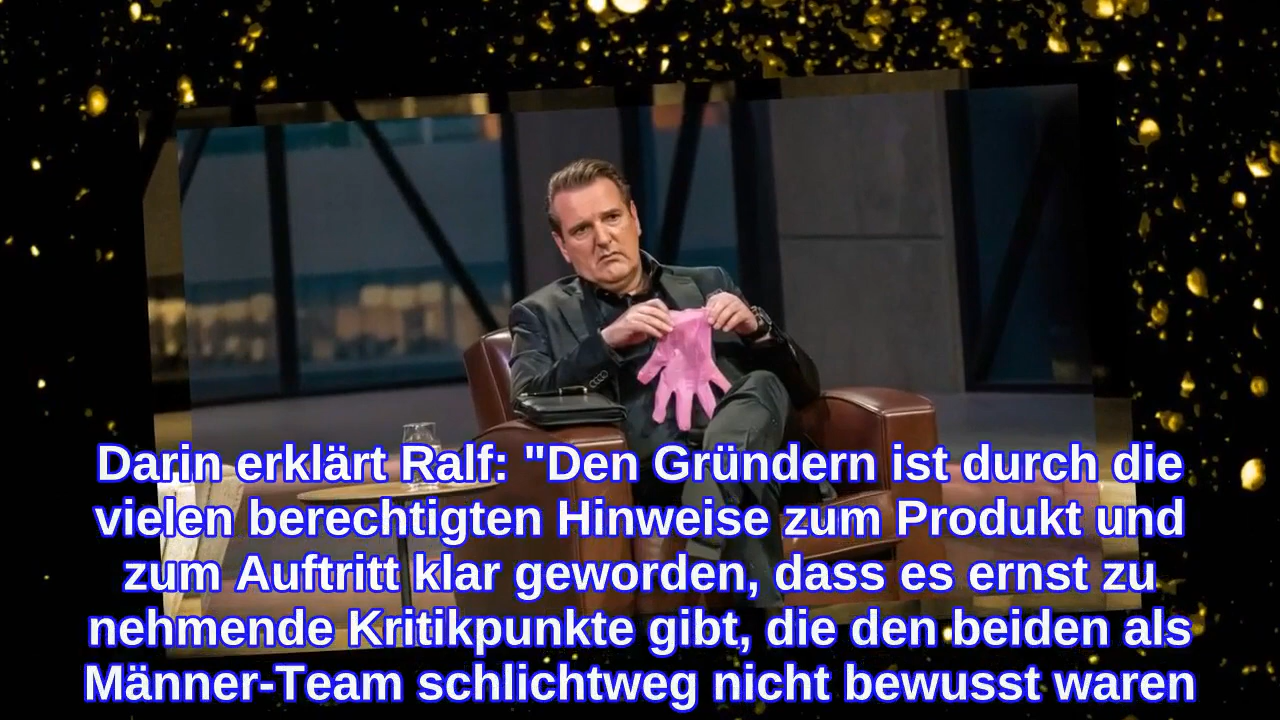 Darin erklärt Ralf: "Den Gründern ist durch die
vielen berechtigten Hinweise zum Produkt und
zum Auftritt klar geworden, dass es ernst zu
nehmende Kritikpunkte gibt, die den beiden als
Männer-Team schlichtweg nicht bewusst waren